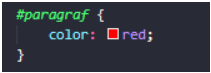 #paragraf {
color: red;
}